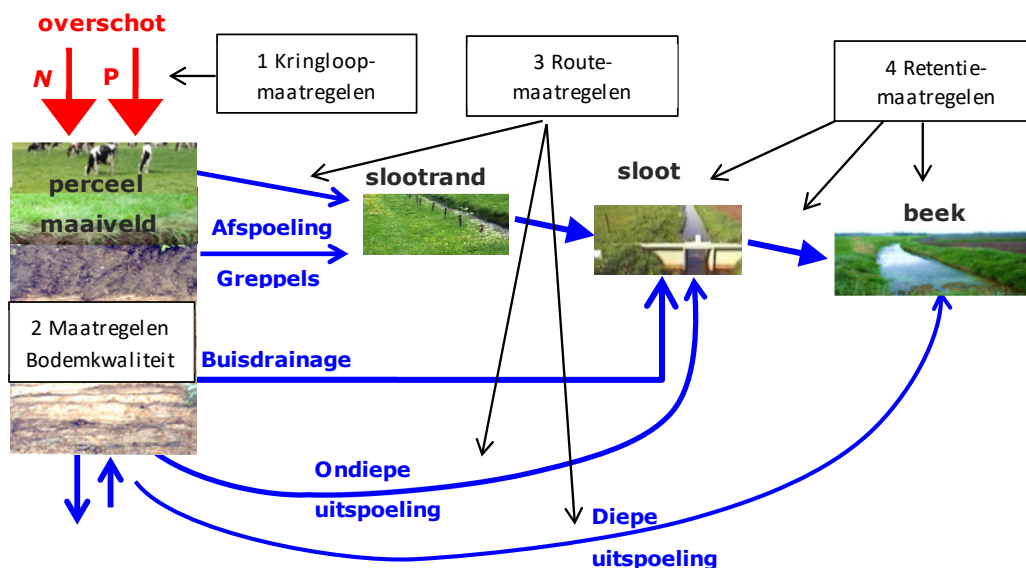 overschot
N P
1 Kringloop-
maatregelen
3 Route-
maatregelen
4 Retentie-
maatregelen
perceel
maaiveld
slootrand
sloot
beek
Afspoeling
Greppels
2 Maatregelen
Bodemkwaliteit
Buisdrainage
Ondiepe
uitspoeling
Diepe
uitspoeling